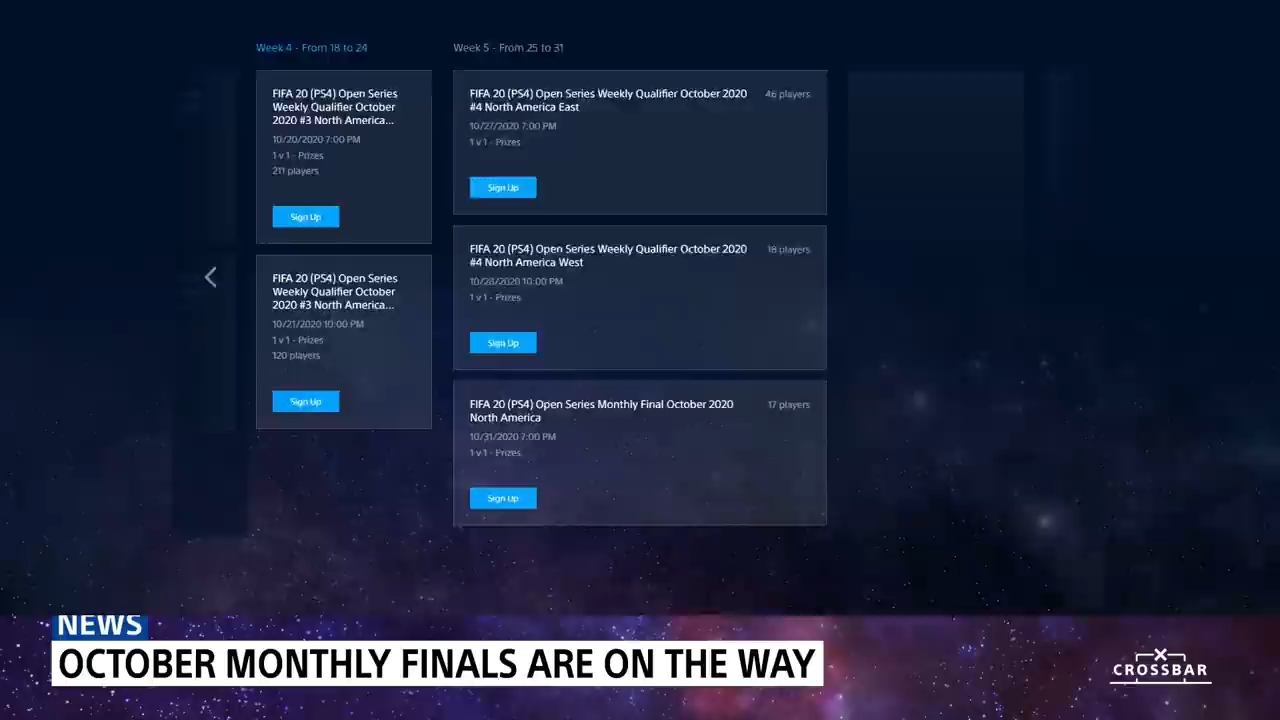 Week 4 - From 18 to 24
FIFA 20 (PS4) Open Series
Weekly Qualifier October
2020 #3 North America...
10/20/2020 7:00 PM
1 v 1 - Prizes
211 players
Sign Up
FIFA 20 (PS4) Open Series
Weekly Qualifier October
2020 #3 North America...
10/21/2020 10:00 PM
1 v 1 - Prizes
120 players
Sign Up
Week 5 - From 25 to 31
FIFA 20 (PS4) Open Series Weekly Qualifier October 2020
#4 North America East
46 players
10/27/2020 7:00 PM
1 v 1 - Prizes
Sign Up
FIFA 20 (PS4) Open Series Weekly Qualifier October 2020
#4 North America West
18 players
10/28/2020 10:00 PM
1 v 1 - Prizes
Sign Up
FIFA 20 (PS4) Open Series Monthly Final October 2020
North America
17 players
10/31/2020 7:00 PM
1 v 1 - Prizes
Sign Up
NEWS
OCTOBER MONTHLY FINALS ARE ON THE WAY
CROSSBAR